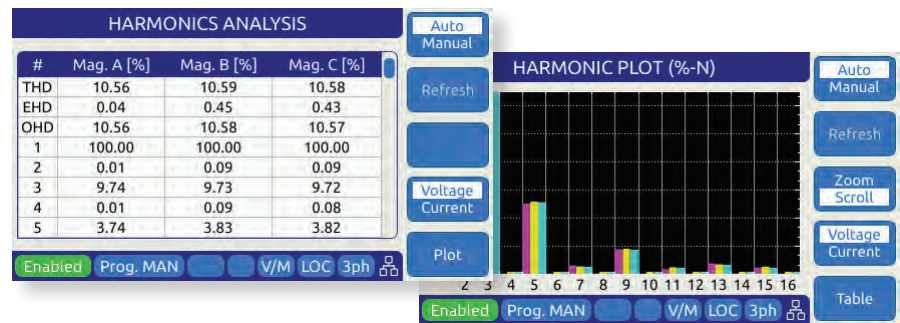 HARMONICS ANALYSIS
# Mag. A [%] Mag. B [%] Mag. C [%]
THD 10.56 10.59 10.58
EHD 0.04 0.45 0.43
OHD 10.56 10.58 10.57
1 100.00 100.00 100.00
2 0.01 0.09 0.09
3 9.74 9.73 9.72
4 0.01 0.09 0.08
5 3.74 3.83 3.82
Enabled Prog. MAN V/M LOC 3ph
Auto
Manual
Refresh
Voltage
Current
Plot
HARMONIC PLOT (%-N)
2 3 4 5 6 7 8 9 10 11 12 13 14 15 16
Enabled Prog. MAN V/M LOC 3ph
Auto
Manual
Refresh
Zoom
Scroll
Voltage
Current
Table